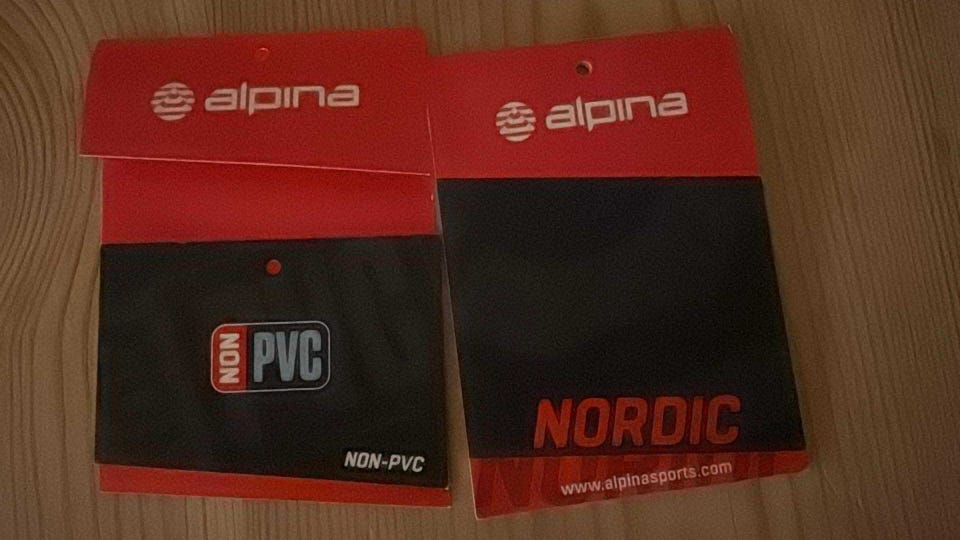 alpina
NON
PVC
NON-PVC
alpina
NORDIC
www.alpinasports.com